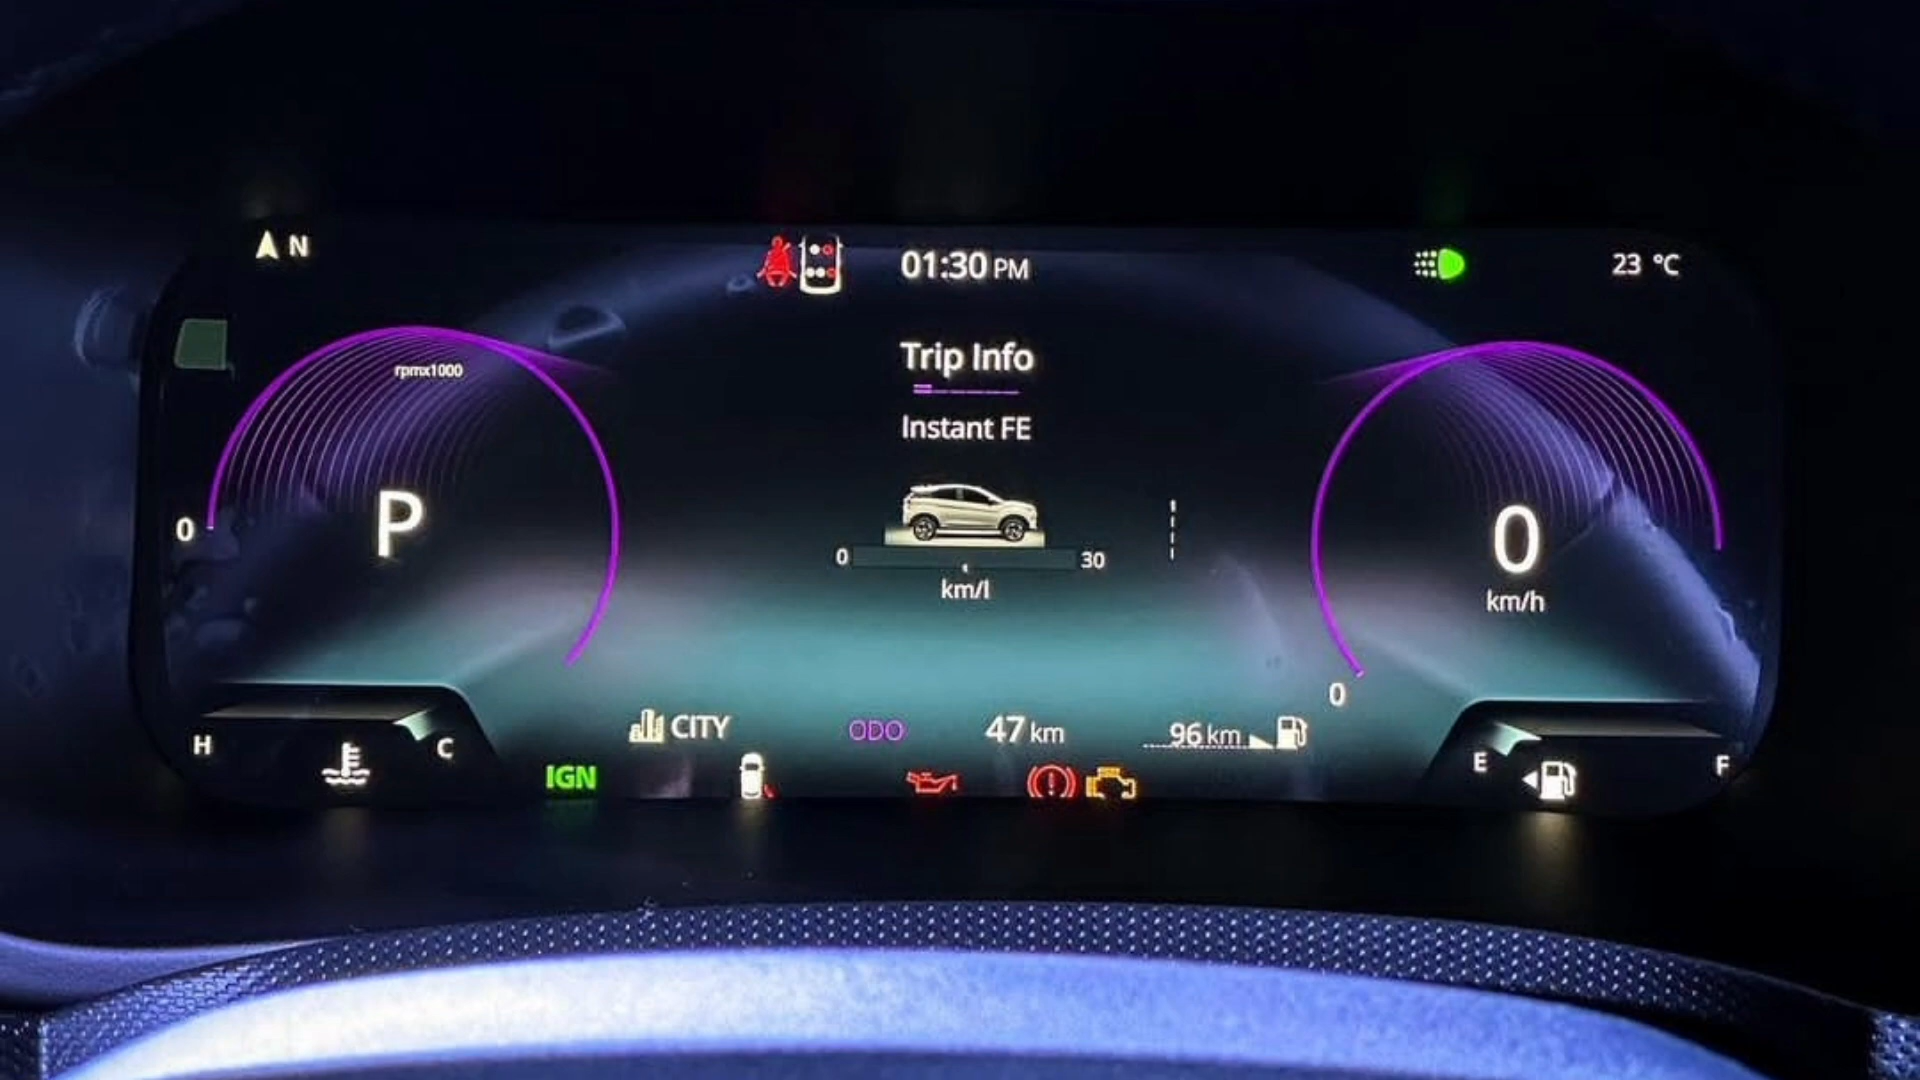 N
01:30 PM
23 °C
Trip Info
rpmx1000
Instant FE
0
P
0
km/h
0
30
km/l
0
CITY
ODO
47 km
96 km
H
C
E
F
IGN